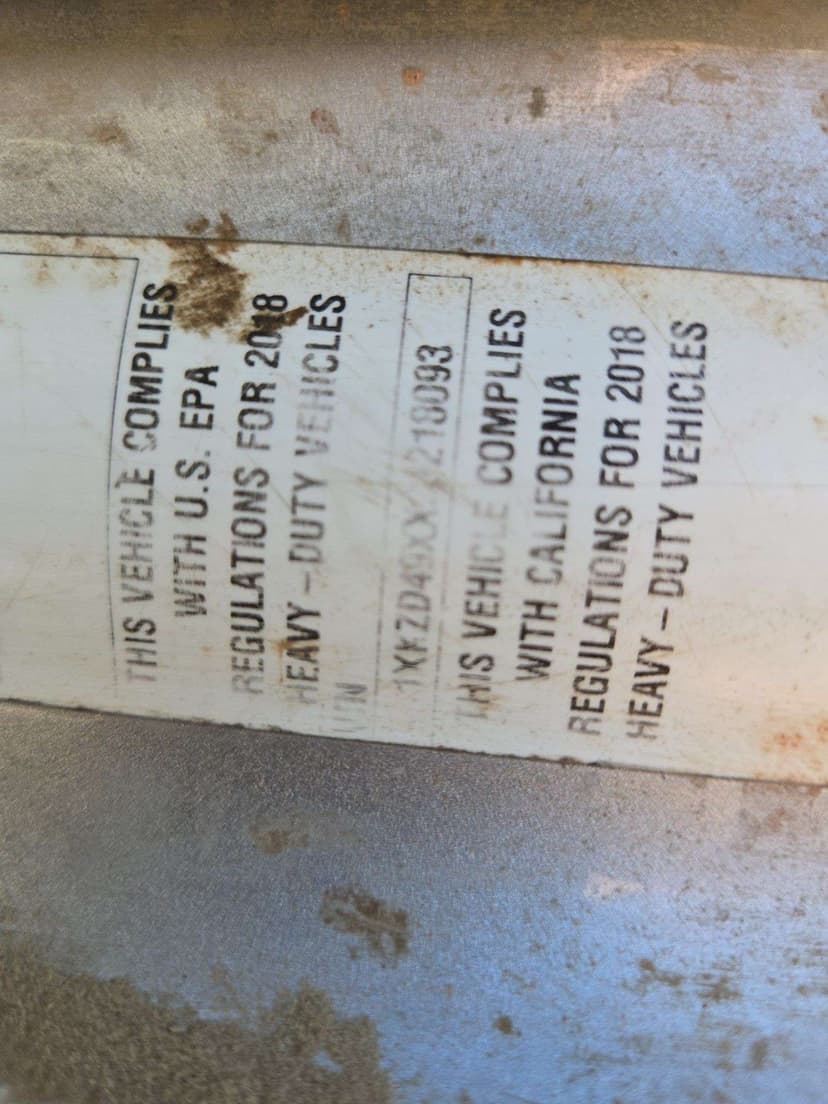 THIS VEHICLE COMPLIES
WITH U.S. EPA
REGULATIONS FOR 2018
HEAVY-DUTY VEHICLES
VIN
THIS VEHICLE COMPLIES
WITH CALIFORNIA
REGULATIONS FOR 2018
HEAVY-DUTY VEHICLES